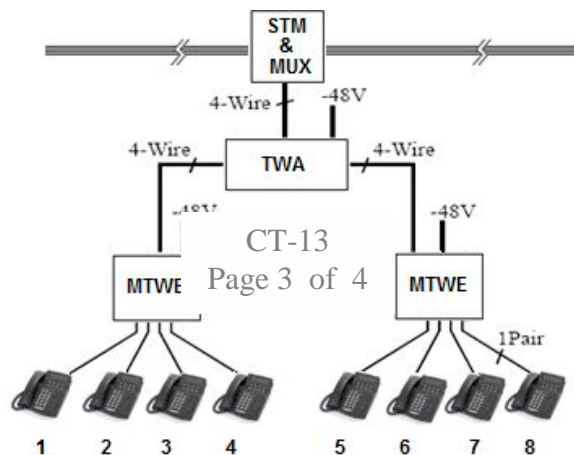 STM
&
MUX
4-Wire
-48V
4-Wire
TWA
4-Wire
-48V
-48V
CT-13
Page 3 of 4
MTWE
MTWE
1Pair
1 2 3 4 5 6 7 8